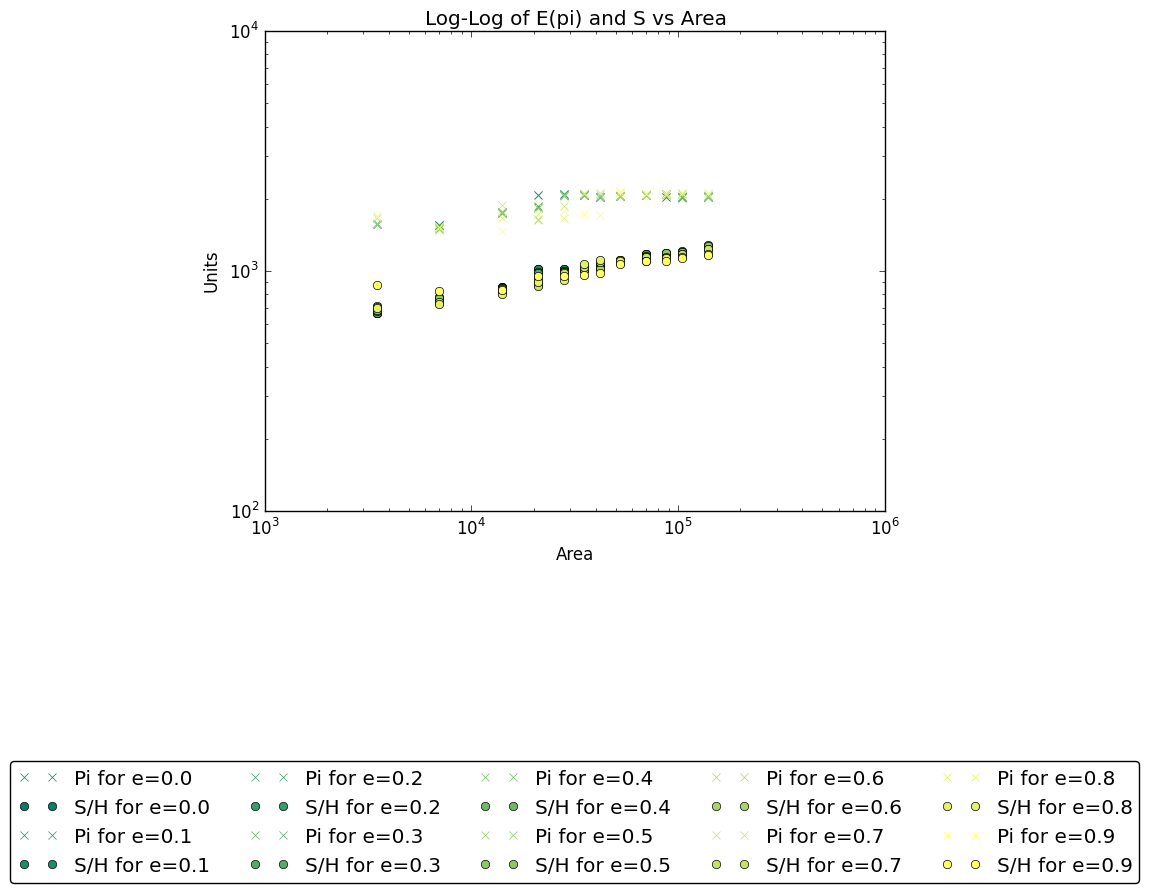 Log-Log of E(pi) and S vs Area
10^4
10^3
10^2
Units
10^3 10^4 10^5 10^6
Area
Pi for e=0.0 Pi for e=0.2 Pi for e=0.4 Pi for e=0.6 Pi for e=0.8
S/H for e=0.0 S/H for e=0.2 S/H for e=0.4 S/H for e=0.6 S/H for e=0.8
Pi for e=0.1 Pi for e=0.3 Pi for e=0.5 Pi for e=0.7 Pi for e=0.9
S/H for e=0.1 S/H for e=0.3 S/H for e=0.5 S/H for e=0.7 S/H for e=0.9